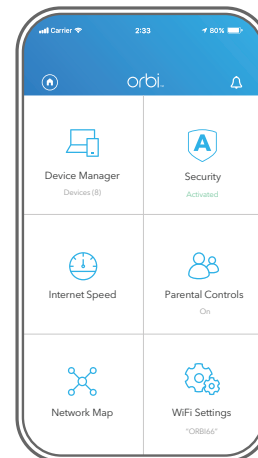 Carrier 2:33 80%
orbi
Device Manager Security
Devices (8) Activated
A
Internet Speed Parental Controls
On
Network Map WiFi Settings
"ORBI66"